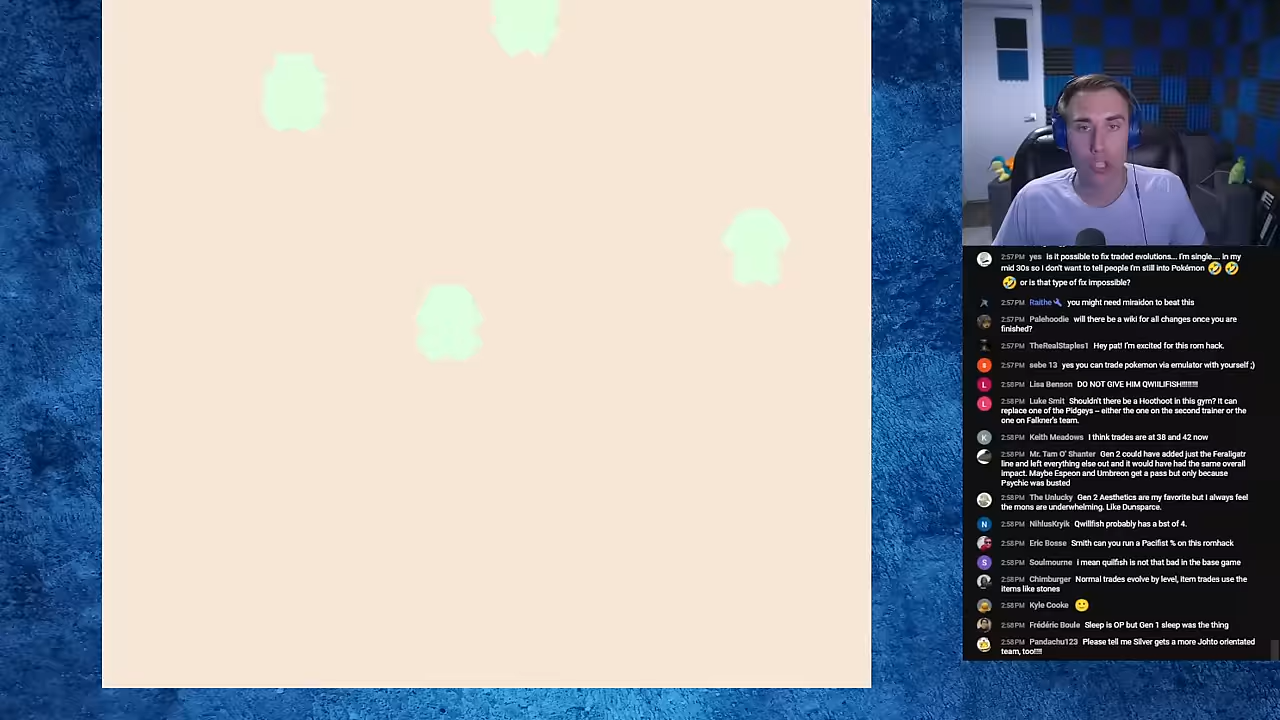 2:57PM yes is it possible to fix traded evolutions... I'm single.... in my
mid 30s so I don't want to tell people I'm still into Pokémon 🤣 🤣
🤣 or is that type of fix impossible?
2:57PM Raithe you might need miraidon to beat this
2:57PM Palehoodie will there be a wiki for all changes once you are
finished?
2:57PM TheRealStaples1 Hey pat! I'm excited for this rom hack.
2:57PM sebe 13 yes you can trade pokemon via emulator with yourself ;)
2:58PM Lisa Benson DO NOT GIVE HIM QWIILIFISH!!!!!!!!
2:58PM Luke Smit Shouldn't there be a Hoothoot in this gym? It can
replace one of the Pidgeys – either the one on the second trainer or the
one on Falkner's team.
2:58PM Keith Meadows I think trades are at 38 and 42 now
2:58PM Mr. Tam O' Shanter Gen 2 could have added just the Feraligatr
line and left everything else out and it would have had the same overall
impact. Maybe Espeon and Umbreon get a pass but only because
Psychic was busted
2:58PM The Unlucky Gen 2 Aesthetics are my favorite but I always feel
the mons are underwhelming. Like Dunsparce.
2:58PM NihlusKryik Qwillfish probably has a bst of 4.
2:58PM Eric Bosse Smith can you run a Pacifist % on this romhack
2:58PM Soulmourne I mean quilfish is not that bad in the base game
2:58PM Chimburger Normal trades evolve by level, item trades use the
items like stones
2:58PM Kyle Cooke 🙂
2:58PM Frédéric Boule Sleep is OP but Gen 1 sleep was the thing
2:58PM Pandachu123 Please tell me Silver gets a more Johto orientated
team, too!!!!